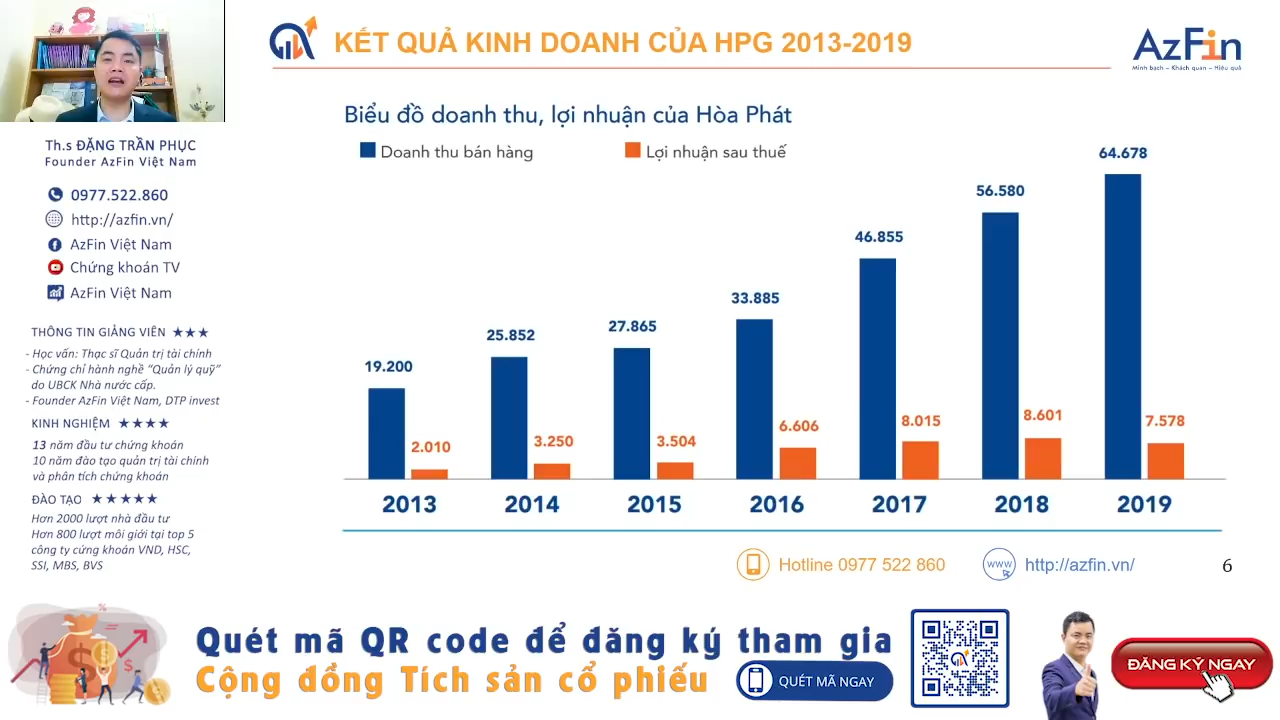 KẾT QUẢ KINH DOANH CỦA HPG 2013-2019
AzFin
Minh bạch – Khách quan – Hiệu quả
Th.s ĐẶNG TRẦN PHỤC
Founder AzFin Việt Nam
0977.522.860
http://azfin.vn/
AzFin Việt Nam
Chứng khoán TV
AzFin Việt Nam
THÔNG TIN GIẢNG VIÊN ★★★
- Học vấn: Thạc sĩ Quản trị tài chính
- Chứng chỉ hành nghề "Quản lý quỹ"
do UBCK Nhà nước cấp.
- Founder AzFin Việt Nam, DTP invest
KINH NGHIỆM ★★★★
13 năm đầu tư chứng khoán
10 năm đào tạo quản trị tài chính
và phân tích chứng khoán
ĐÀO TẠO ★★★★★
Hơn 2000 lượt nhà đầu tư
Hơn 800 lượt môi giới tại top 5
công ty cứng khoán VND, HSC,
SSI, MBS, BVS
Biểu đồ doanh thu, lợi nhuận của Hòa Phát
Doanh thu bán hàng
Lợi nhuận sau thuế
19.200
2.010
25.852
3.250
27.865
3.504
33.885
6.606
46.855
8.015
56.580
8.601
64.678
7.578
2013 2014 2015 2016 2017 2018 2019
Hotline 0977 522 860
www
http://azfin.vn/
6
Quét mã QR code để đăng ký tham gia
Cộng đồng Tích sản cổ phiếu
QUÉT MÃ NGAY
ĐĂNG KÝ NGAY